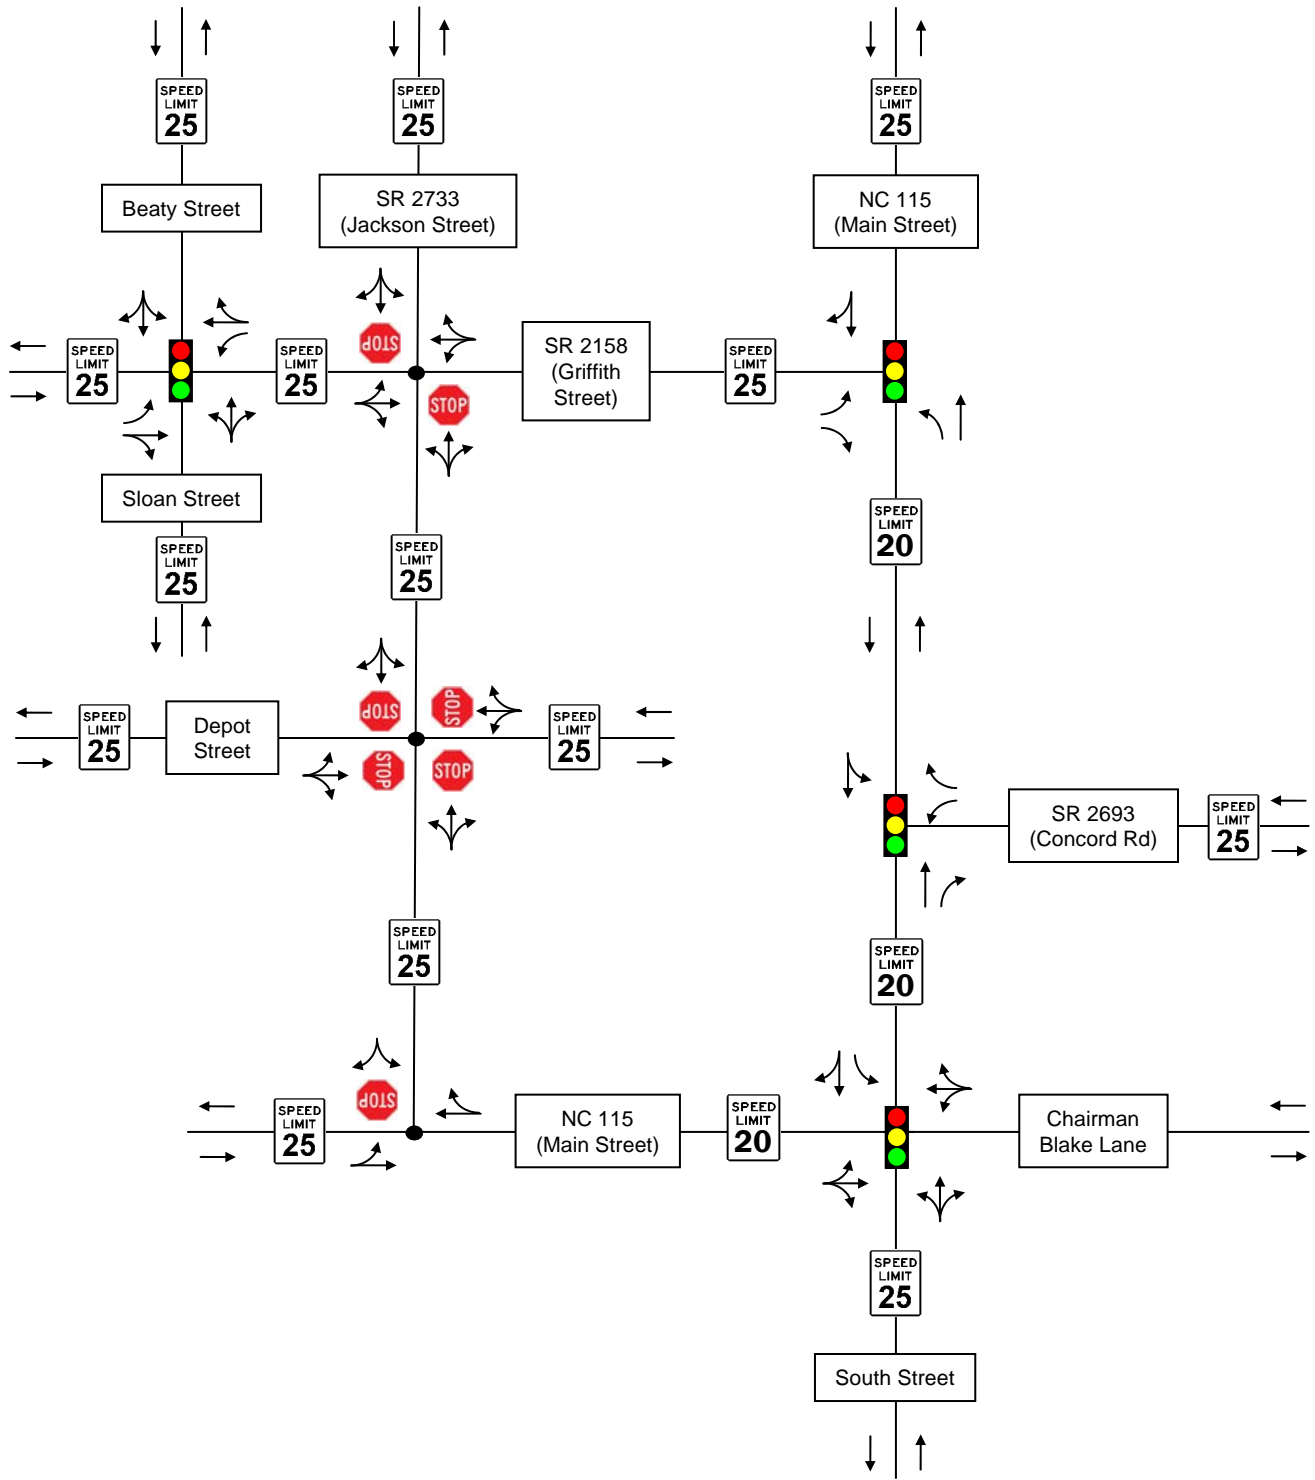 SPEED
LIMIT
25
SPEED
LIMIT
25
SPEED
LIMIT
25
Beaty Street
SR 2733
(Jackson Street)
NC 115
(Main Street)
SPEED
LIMIT
25
SPEED
LIMIT
25
STOP
SR 2158
(Griffith
Street)
SPEED
LIMIT
25
STOP
Sloan Street
SPEED
LIMIT
25
SPEED
LIMIT
25
SPEED
LIMIT
20
SPEED
LIMIT
25
Depot
Street
STOP
STOP
STOP
STOP
SPEED
LIMIT
25
SR 2693
(Concord Rd)
SPEED
LIMIT
25
SPEED
LIMIT
25
SPEED
LIMIT
20
SPEED
LIMIT
25
STOP
NC 115
(Main Street)
SPEED
LIMIT
20
Chairman
Blake Lane
SPEED
LIMIT
25
South Street